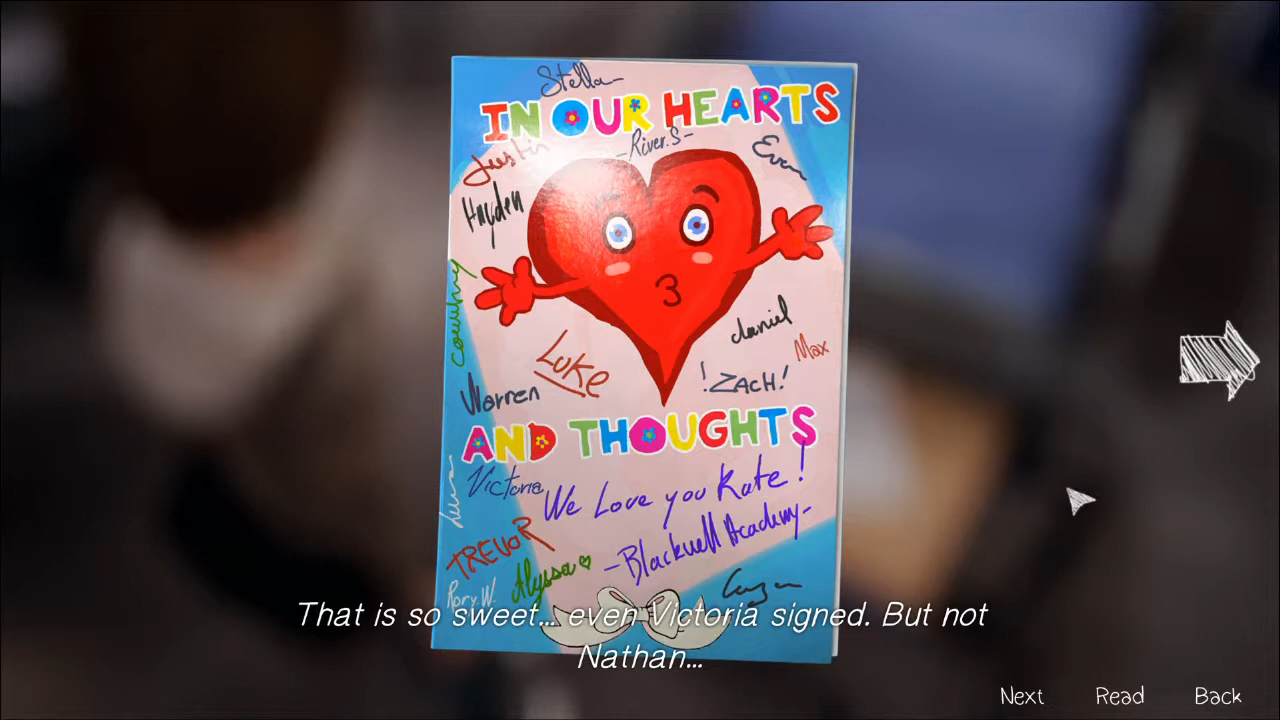 Stella
IN OUR HEARTS
-River.S-
Justin
Evan
Hayden
courtney
daniel
Luke
Max
!ZACH!
Warren
AND THOUGHTS
Victoria
We Love you Kate!
-Blackwell Academy-
TREVOR
Alyssa
Rory.W.
That is so sweet... even Victoria signed. But not
Nathan...
Next
Read
Back